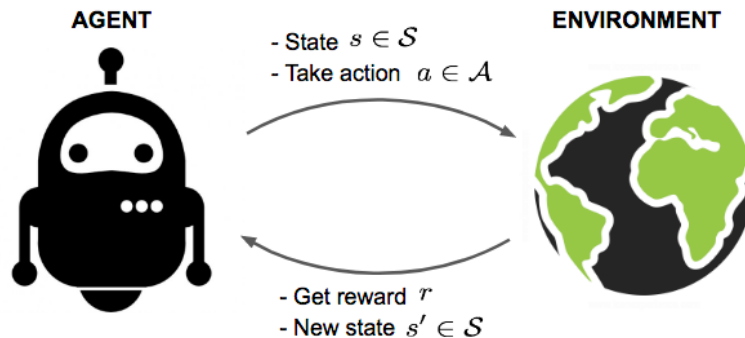 AGENT
ENVIRONMENT
- State s ∈ 𝒮
- Take action a ∈ 𝒜
- Get reward r
- New state s′ ∈ 𝒮